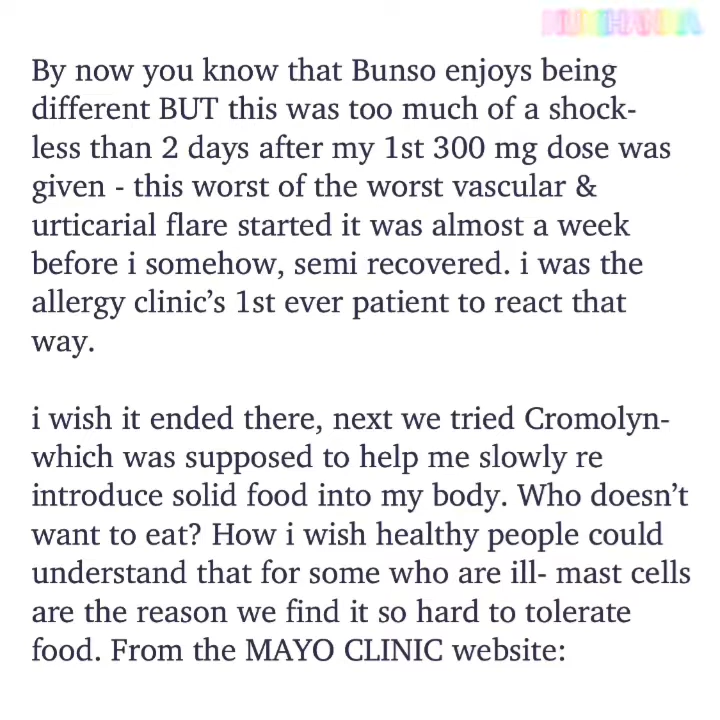 By now you know that Bunso enjoys being
different BUT this was too much of a shock-
less than 2 days after my 1st 300 mg dose was
given - this worst of the worst vascular &
urticarial flare started it was almost a week
before i somehow, semi recovered. i was the
allergy clinic’s 1st ever patient to react that
way.
i wish it ended there, next we tried Cromolyn-
which was supposed to help me slowly re
introduce solid food into my body. Who doesn’t
want to eat? How i wish healthy people could
understand that for some who are ill- mast cells
are the reason we find it so hard to tolerate
food. From the MAYO CLINIC website: